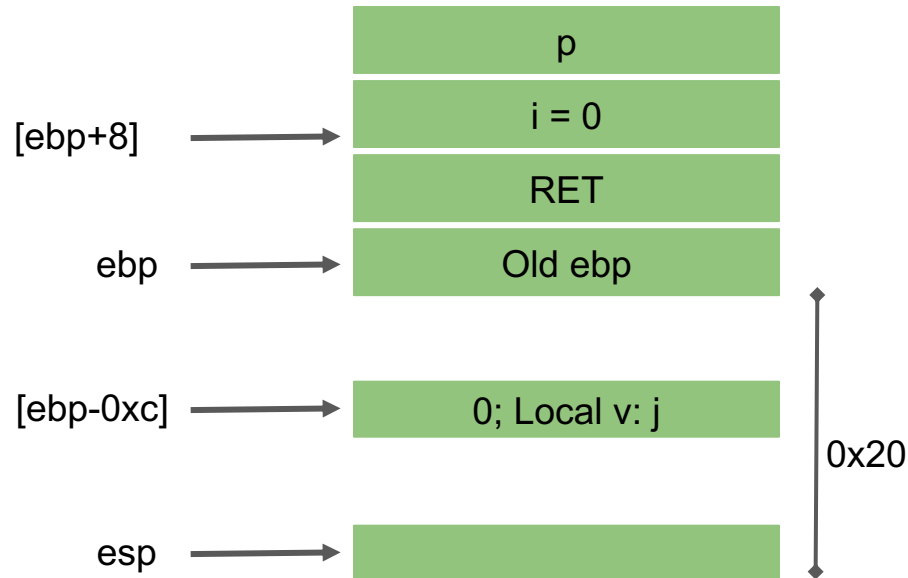 p
[ebp+8]
i = 0
RET
ebp
Old ebp
[ebp-0xc]
0; Local v: j
0x20
esp